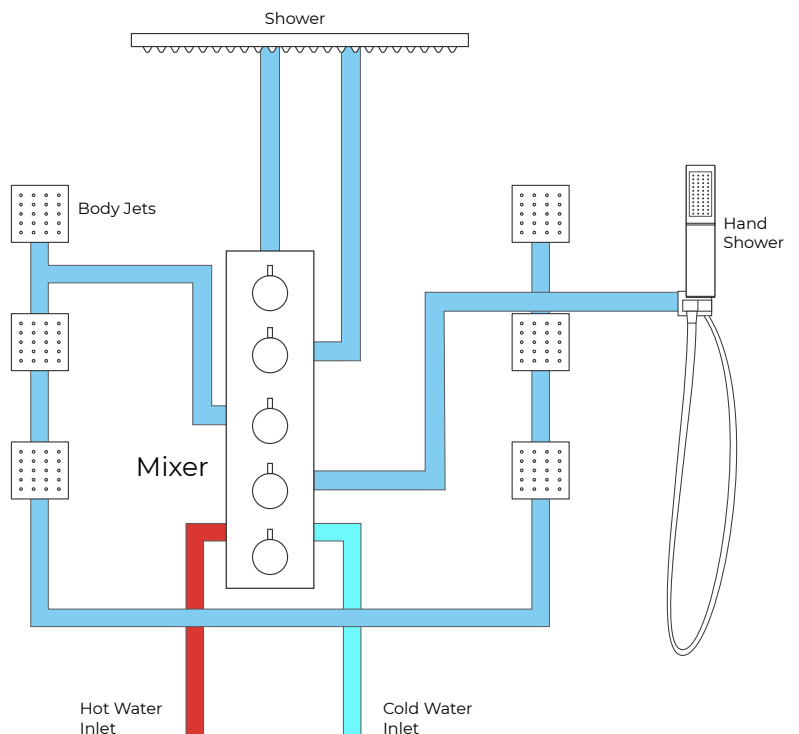 Shower
Body Jets
Hand
Shower
Mixer
Hot Water
Inlet
Cold Water
Inlet